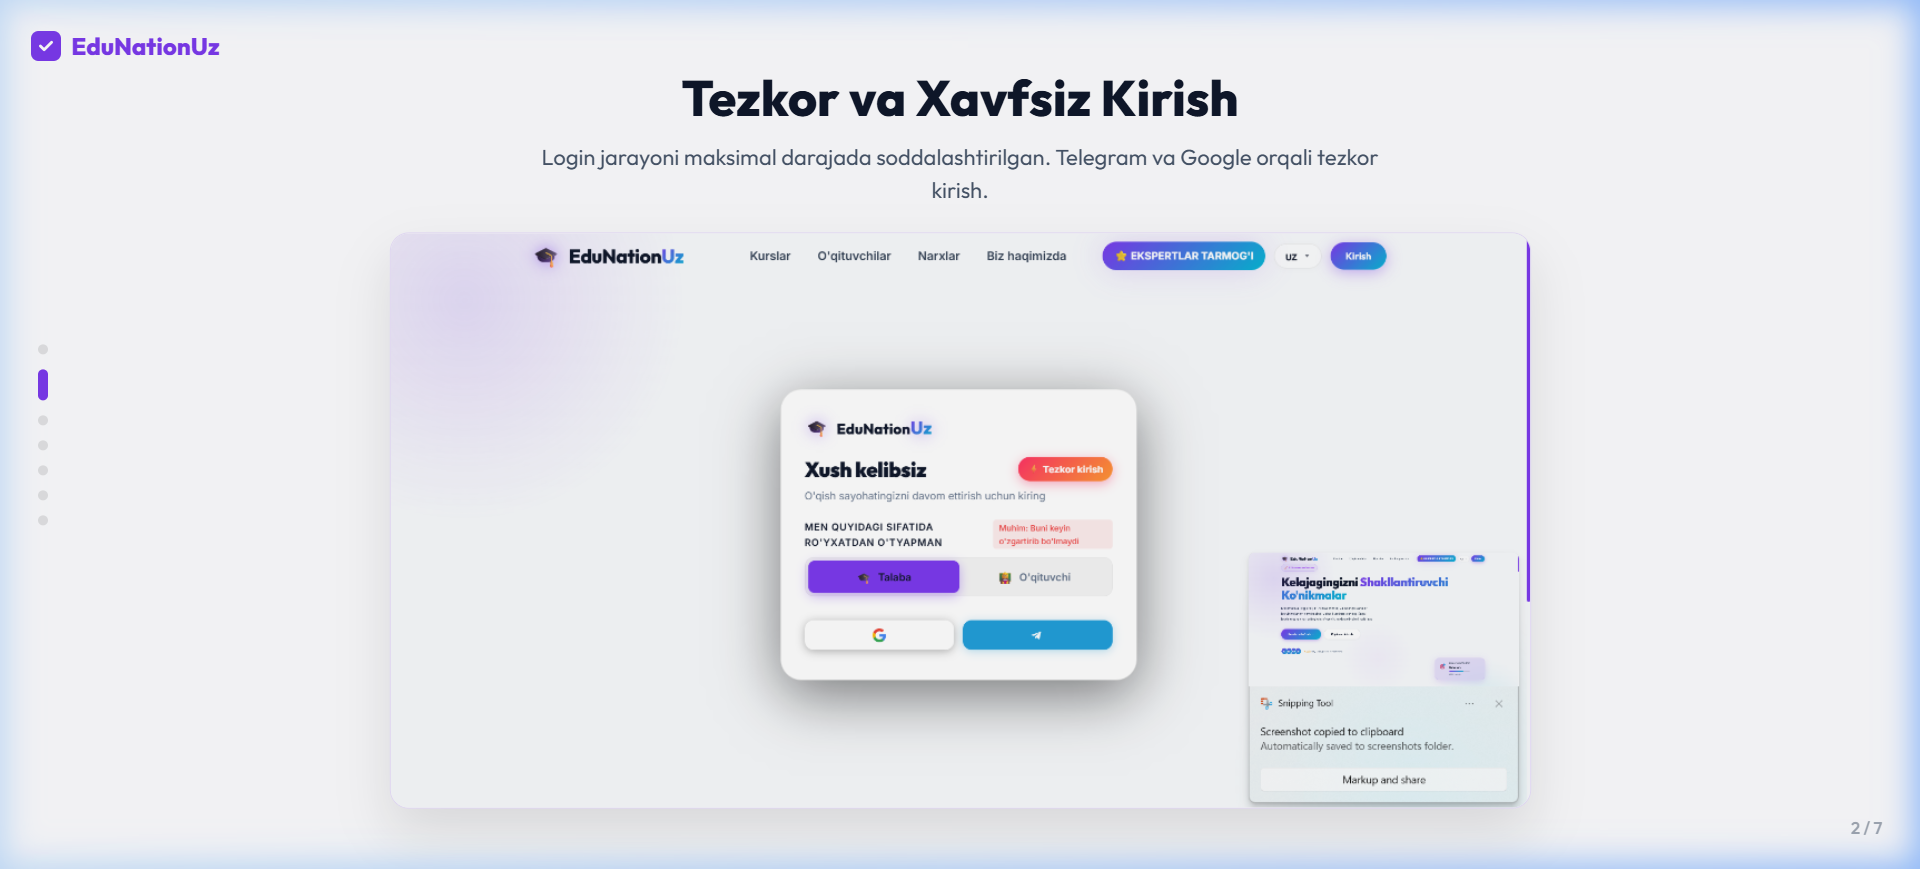 EduNationUz
Tezkor va Xavfsiz Kirish
Login jarayoni maksimal darajada soddalashtirilgan. Telegram va Google orqali tezkor
kirish.
EduNationUz
Kurslar
O'qituvchilar
Narxlar
Biz haqimizda
EKSPERTLAR TARMOG'I
UZ
Kirish
EduNationUz
Xush kelibsiz
Tezkor kirish
O'qish sayohatingizni davom ettirish uchun kiring
MEN QUYIDAGI SIFATIDA
RO'YXATDAN O'TYAPMAN
Muhim: Buni keyin
o'zgartirib bo'lmaydi
Talaba
O'qituvchi
Kelajagingizni Shakllantiruvchi
Ko'nikmalar
Snipping Tool
Screenshot copied to clipboard
Automatically saved to screenshots folder.
Markup and share
2 / 7